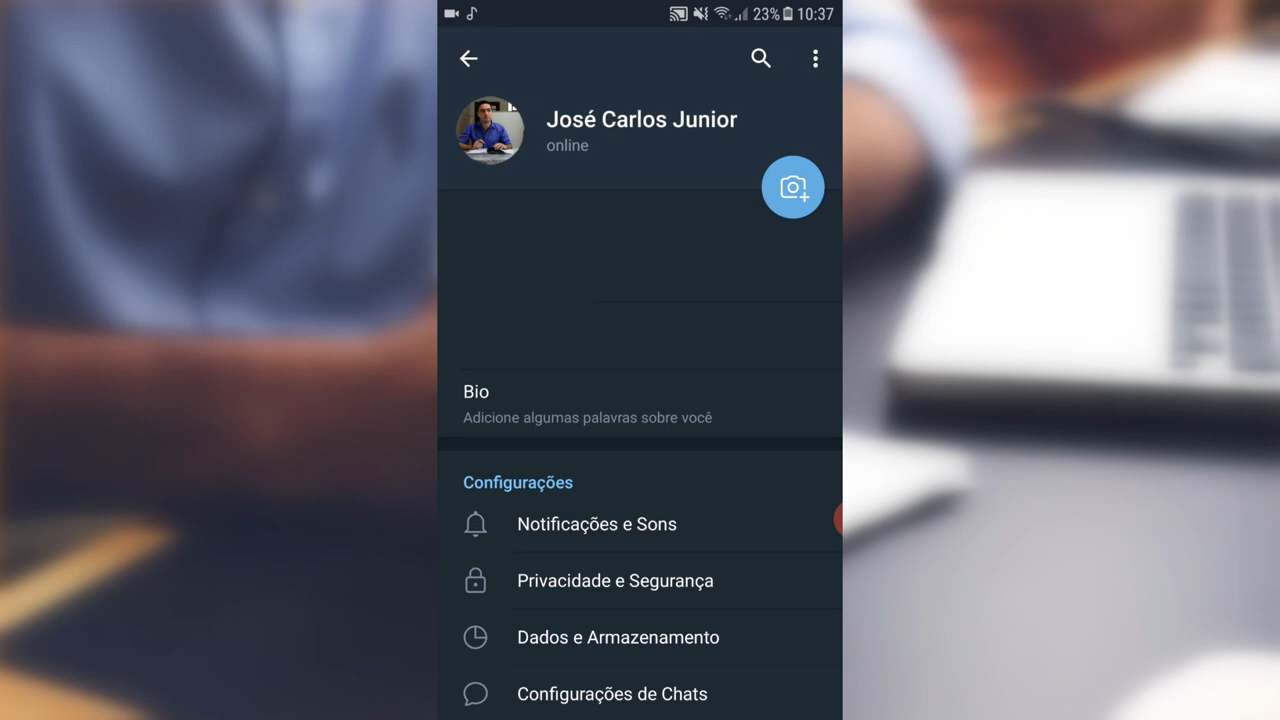 23% 10:37
José Carlos Junior
online
Bio
Adicione algumas palavras sobre você
Configurações
Notificações e Sons
Privacidade e Segurança
Dados e Armazenamento
Configurações de Chats